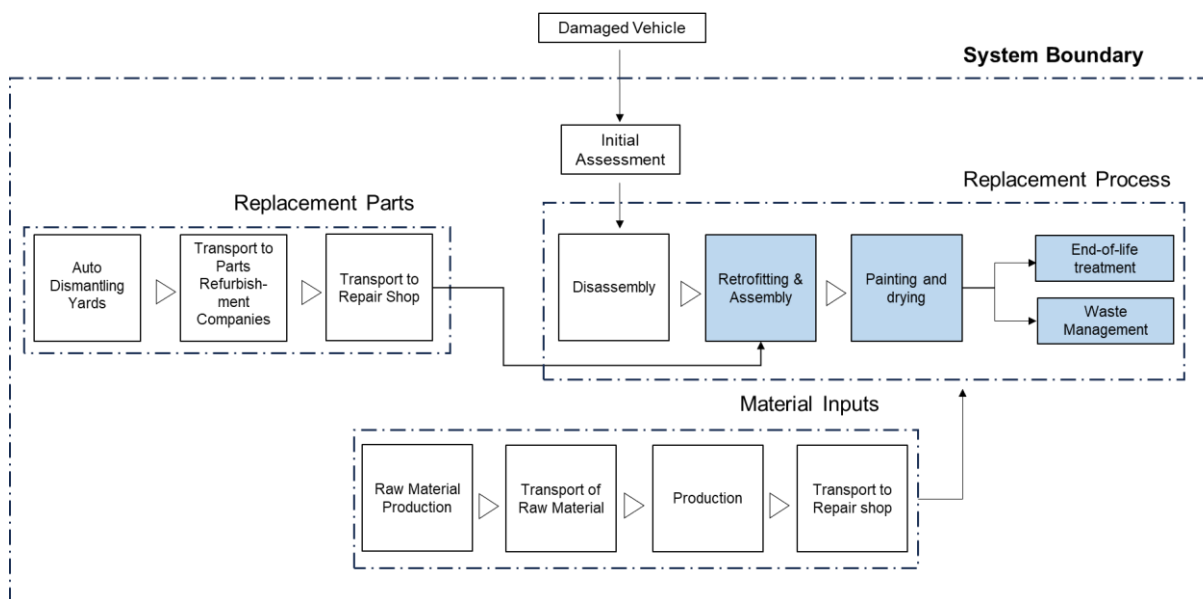 Damaged Vehicle
System Boundary
Initial
Assessment
Replacement Process
Replacement Parts
Auto
Dismantling
Yards
Transport to
Parts
Refurbish-
ment
Companies
Transport to
Repair Shop
Disassembly
Retrofitting &
Assembly
Painting and
drying
End-of-life
treatment
Waste
Management
Material Inputs
Raw Material
Production
Transport of
Raw Material
Production
Transport to
Repair shop